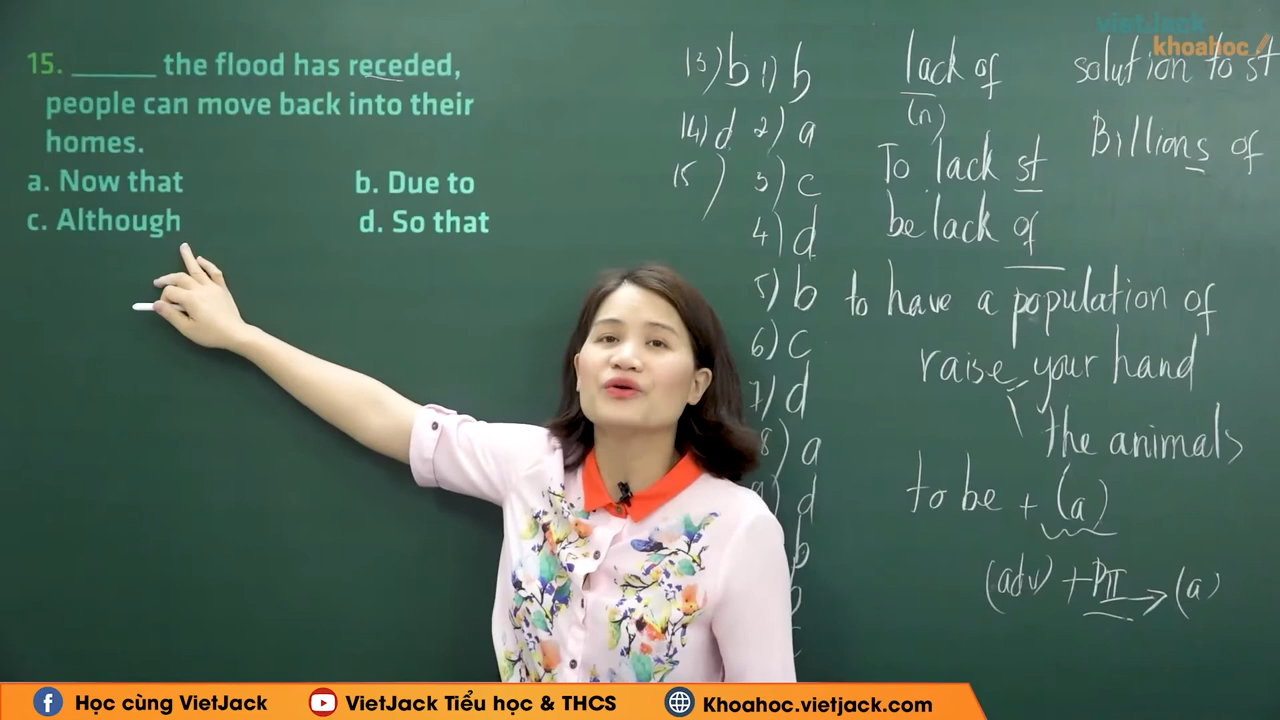 15. ______ the flood has receded,
people can move back into their
homes.
a. Now that
b. Due to
c. Although
d. So that
13) b
14) d
15)
1) b
2) a
3) c
4) d
5) b
6) c
7) d
8) a
9) d
b
lack of
(n)
To lack st
be lack of
to have a population of
raise your hand
the animals
to be + (a)
(adv) + PII → (a)
solution to st
Billions of
vietJack
khoahoc
Học cùng VietJack
VietJack Tiểu học & THCS
Khoahoc.vietjack.com